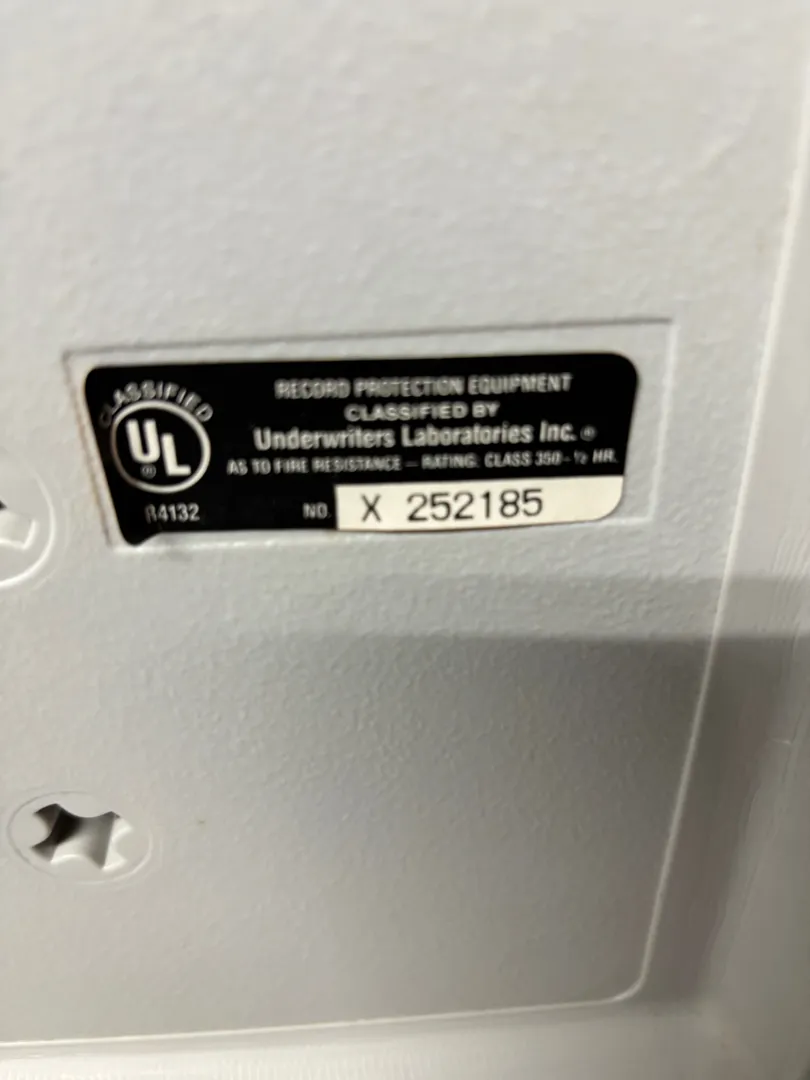 CLASSIFIED
UL ®
RECORD PROTECTION EQUIPMENT
CLASSIFIED BY
Underwriters Laboratories Inc. ®
AS TO FIRE RESISTANCE – RATING: CLASS 350 - ½ HR.
R4132
NO. X 252185